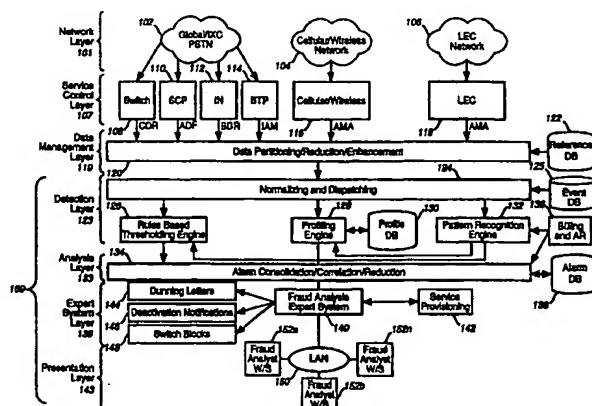 Network Layer 101
102
Global/IXC PSTN
Cellular/Wireless Network
104
106
LEC Network
Service Control Layer 107
110
112
114
Switch
SCP
IN
STP
Cellular/Wireless
LEC
108
CDR
ADF
SDR
IAM
116
AMA
118
AMA
122
Data Management Layer 119
120
Data Partitioning/Reduction/Enhancement
Reference DB
124
125
Normalizing and Dispatching
Event DB
Detection Layer 123
126
Rules Based Thresholding Engine
128
Profiling Engine
130
Profile DB
132
Pattern Recognition Engine
Billing and AR
Analysis Layer 133
134
Alarm Consolidation/Correlation/Reduction
Alarm DB
138
Expert System Layer 139
144
Dunning Letters
146
Deactivation Notifications
148
Switch Blocks
Fraud Analysis Expert System
140
Service Provisioning
142
Presentation Layer 143
152a
Fraud Analyst W/S
LAN
150
152n
Fraud Analyst W/S
Fraud Analyst W/S
152b